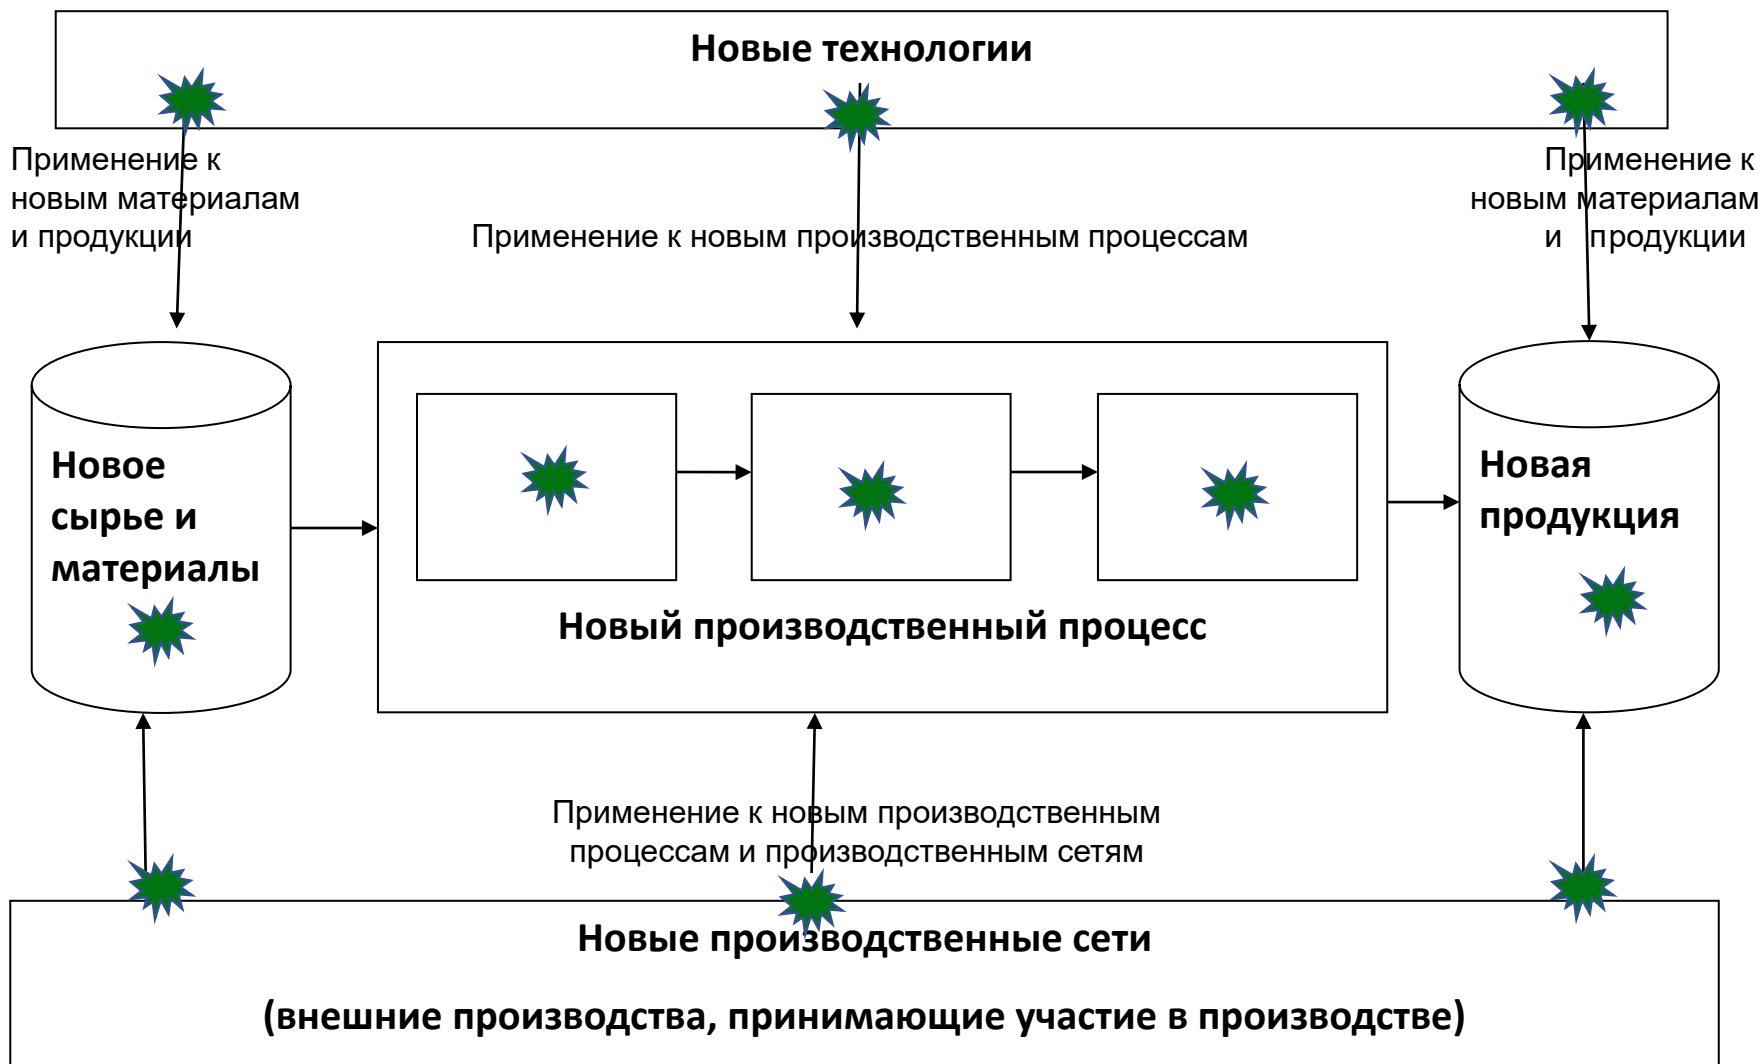 Новые технологии
Применение к
новым материалам
и продукции
Применение к новым производственным процессам
Применение к
новым материалам
и продукции
Новое
сырье и
материалы
Новый производственный процесс
Новая
продукция
Применение к новым производственным
процессам и производственным сетям
Новые производственные сети
(внешние производства, принимающие участие в производстве)